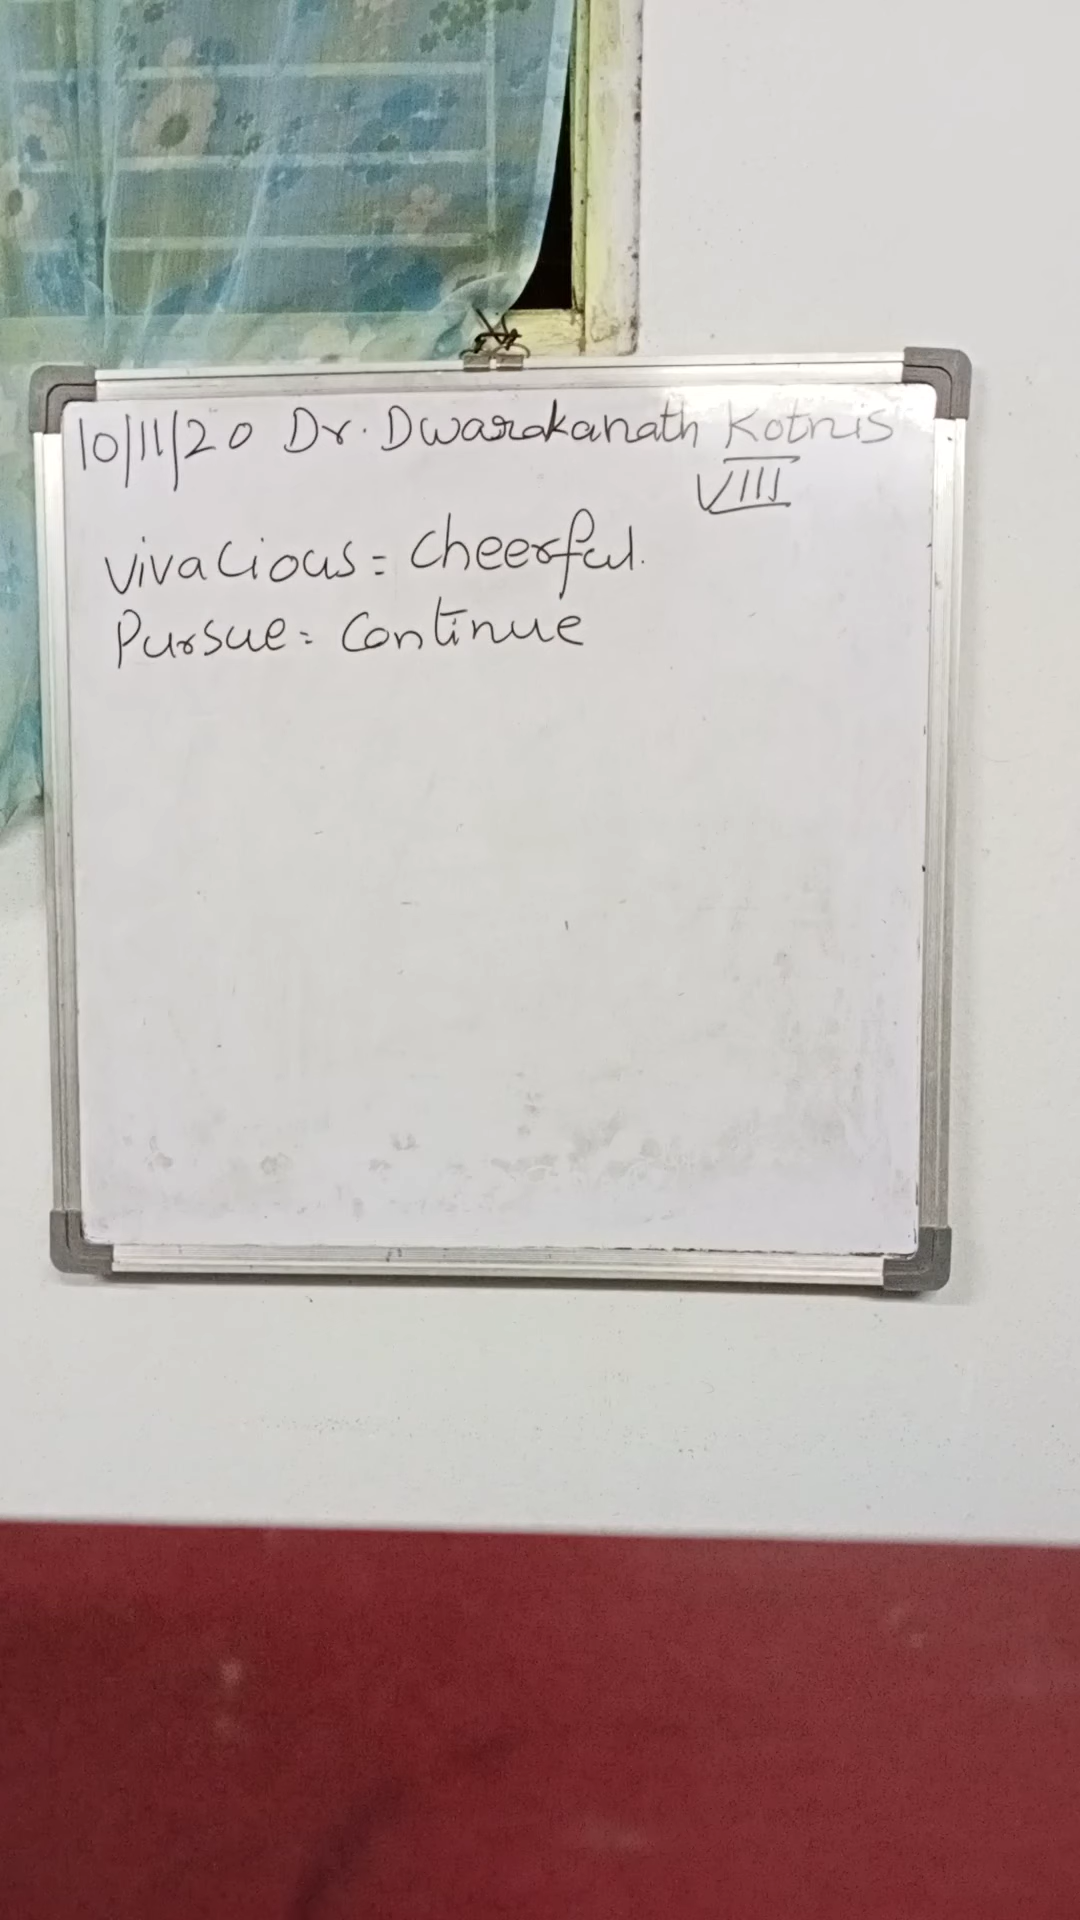 10/11/20 Dr. Dwarakanath Kotnis
VIII
Vivacious = Cheerful.
Pursue = Continue